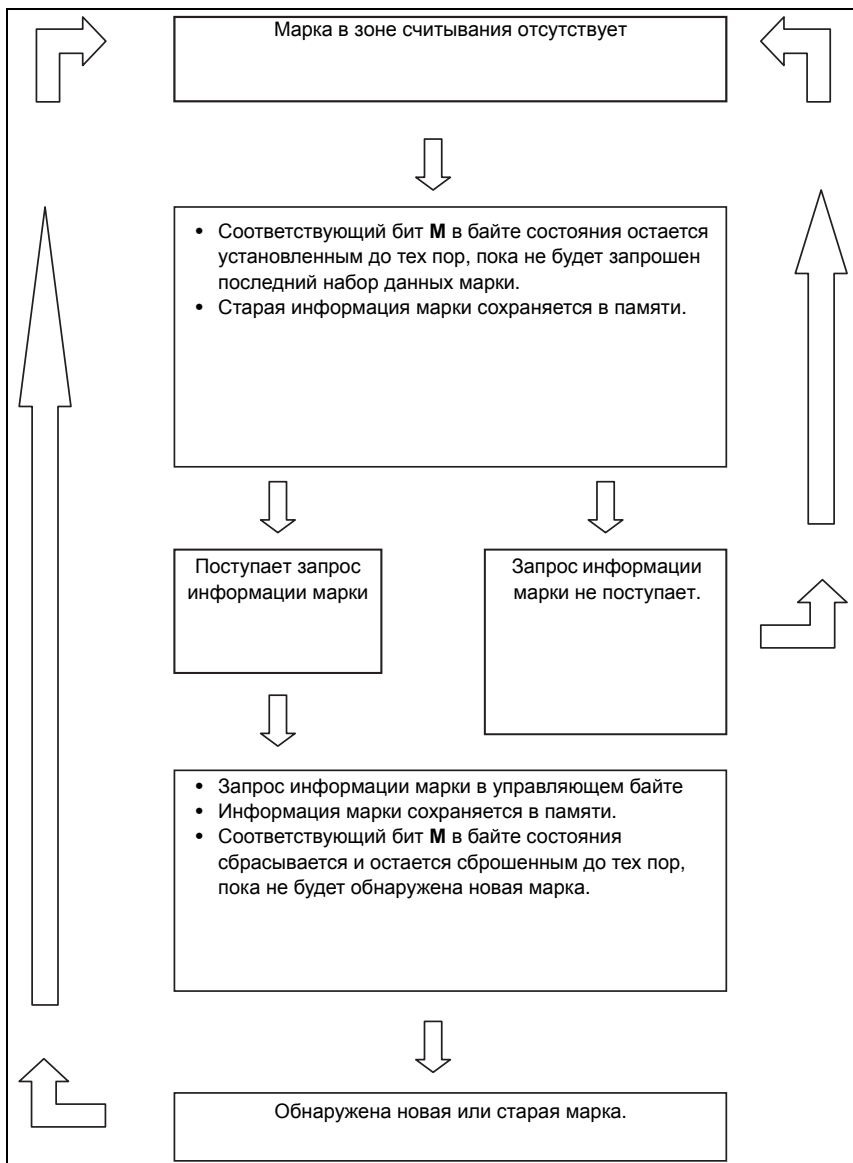 Марка в зоне считывания отсутствует
• Соответствующий бит М в байте состояния остается
установленным до тех пор, пока не будет запрошен
последний набор данных марки.
• Старая информация марки сохраняется в памяти.
Поступает запрос
информации марки
Запрос информации
марки не поступает.
• Запрос информации марки в управляющем байте
• Информация марки сохраняется в памяти.
• Соответствующий бит М в байте состояния
сбрасывается и остается сброшенным до тех пор,
пока не будет обнаружена новая марка.
Обнаружена новая или старая марка.